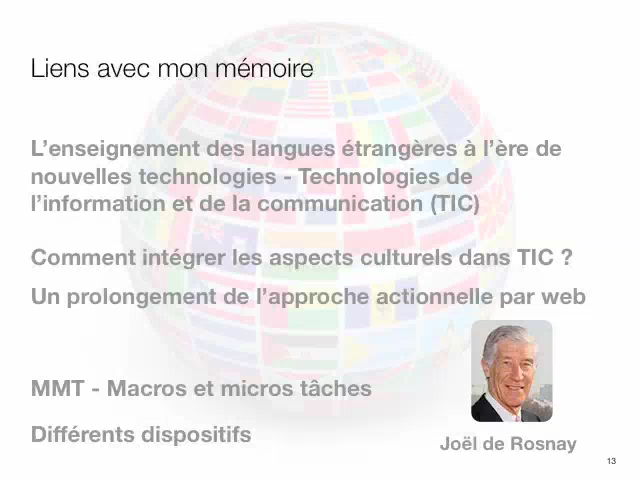 Liens avec mon mémoire
L’enseignement des langues étrangères à l’ère de
nouvelles technologies - Technologies de
l’information et de la communication (TIC)
Comment intégrer les aspects culturels dans TIC ?
Un prolongement de l’approche actionnelle par web
MMT - Macros et micros tâches
Différents dispositifs
Joël de Rosnay
13